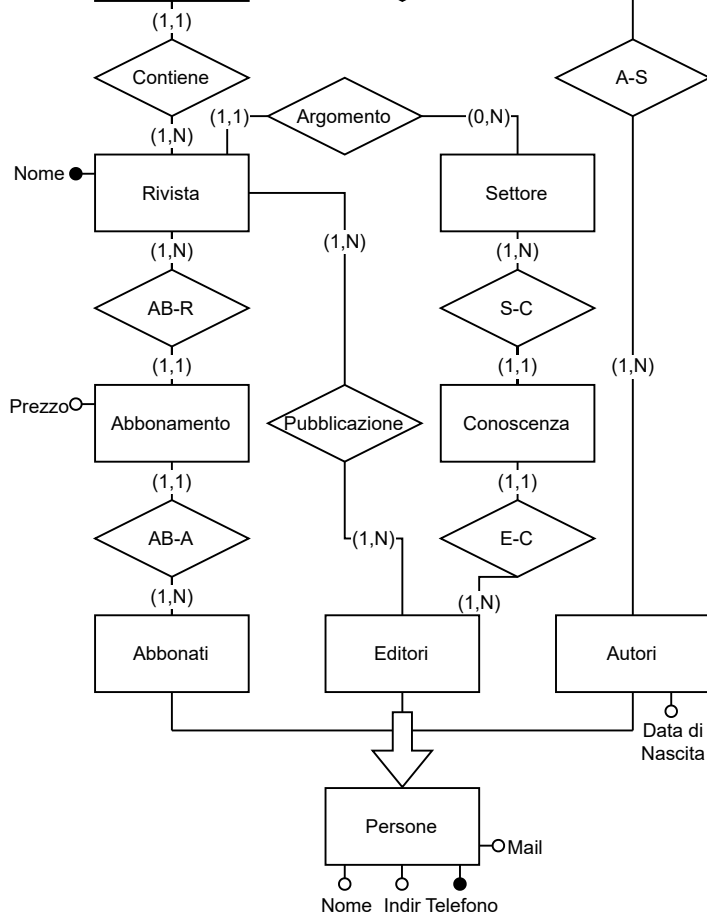 (1,1)
Contiene
A-S
(1,N)
(1,1)
Argomento
(0,N)
Nome
Rivista
Settore
(1,N)
(1,N)
(1,N)
AB-R
S-C
(1,1)
(1,1)
(1,N)
Prezzo
Abbonamento
Pubblicazione
Conoscenza
(1,1)
(1,1)
AB-A
(1,N)
E-C
(1,N)
(1,N)
Abbonati
Editori
Autori
Data di
Nascita
Persone
Mail
Nome
Indir
Telefono